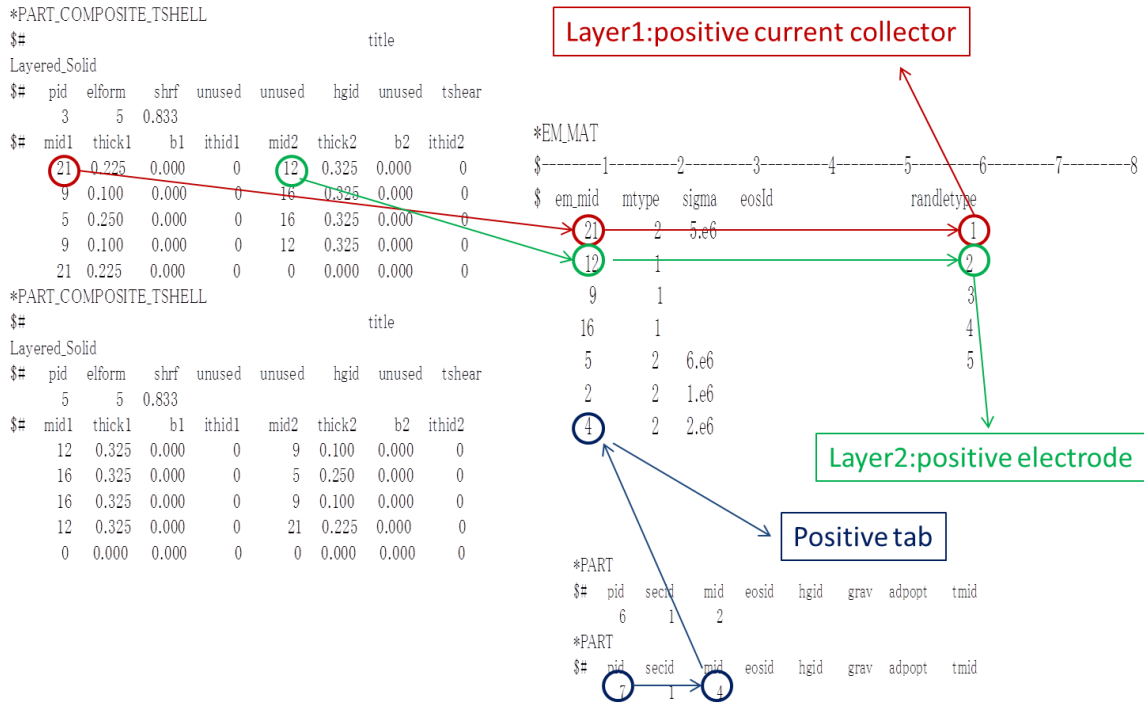 *PART_COMPOSITE_TSHELL
$# title
Layered_Solid
$# pid elform shrf unused unused hgid unused tshear
3 5 0.833
$# mid1 thick1 b1 ithid1 mid2 thick2 b2 ithid2
21 0.225 0.000 0 12 0.325 0.000 0
9 0.100 0.000 0 16 0.325 0.000 0
5 0.250 0.000 0 16 0.325 0.000 0
9 0.100 0.000 0 12 0.325 0.000 0
21 0.225 0.000 0 0 0.000 0.000 0
*PART_COMPOSITE_TSHELL
$# title
Layered_Solid
$# pid elform shrf unused unused hgid unused tshear
5 5 0.833
$# mid1 thick1 b1 ithid1 mid2 thick2 b2 ithid2
12 0.325 0.000 0 9 0.100 0.000 0
16 0.325 0.000 0 5 0.250 0.000 0
16 0.325 0.000 0 9 0.100 0.000 0
12 0.325 0.000 0 21 0.225 0.000 0
0 0.000 0.000 0 0 0.000 0.000 0
Layer1:positive current collector
*EM_MAT
$--------1---------2---------3---------4---------5---------6---------7---------8
$ em_mid mtype sigma eosId randletype
21 2 5.e6 1
12 1 2
9 1 3
16 1 4
5 2 6.e6 5
2 2 1.e6
4 2 2.e6
Layer2:positive electrode
Positive tab
*PART
$# pid secid mid eosid hgid grav adpopt tmid
6 1 2
*PART
$# pid secid mid eosid hgid grav adpopt tmid
7 1 4